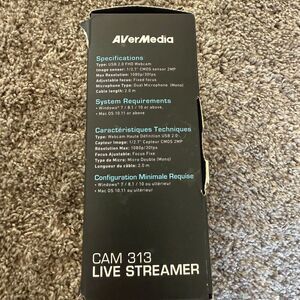 AVerMedia
Specifications
Type: USB 2.0 FHD Webcam
Image sensor: 1/2.7" CMOS sensor 2MP
Max Resolution: 1080p/30fps
Adjustable focus: Fixed focus
Microphone Type: Dual Microphone (Mono)
Cable length: 2.0 m
System Requirements
• Windows® 7 / 8.1 / 10 or above
• Mac OS 10.11 or above
Caractéristiques Techniques
Type: Webcam Haute Définition USB 2.0
Capteur Image: 1/2.7" Capteur CMOS 2MP
Résolution Max: 1080p/30fps
Focus Ajustable: Focus Fixe
Type de Micro: Micro Double (Mono)
Longueur du câble: 2.0 m
Configuration Minimale Requise
• Windows® 7 / 8.1 / 10 ou ultérieur
• Mac OS 10.11 ou ultérieur
CAM 313
LIVE STREAMER